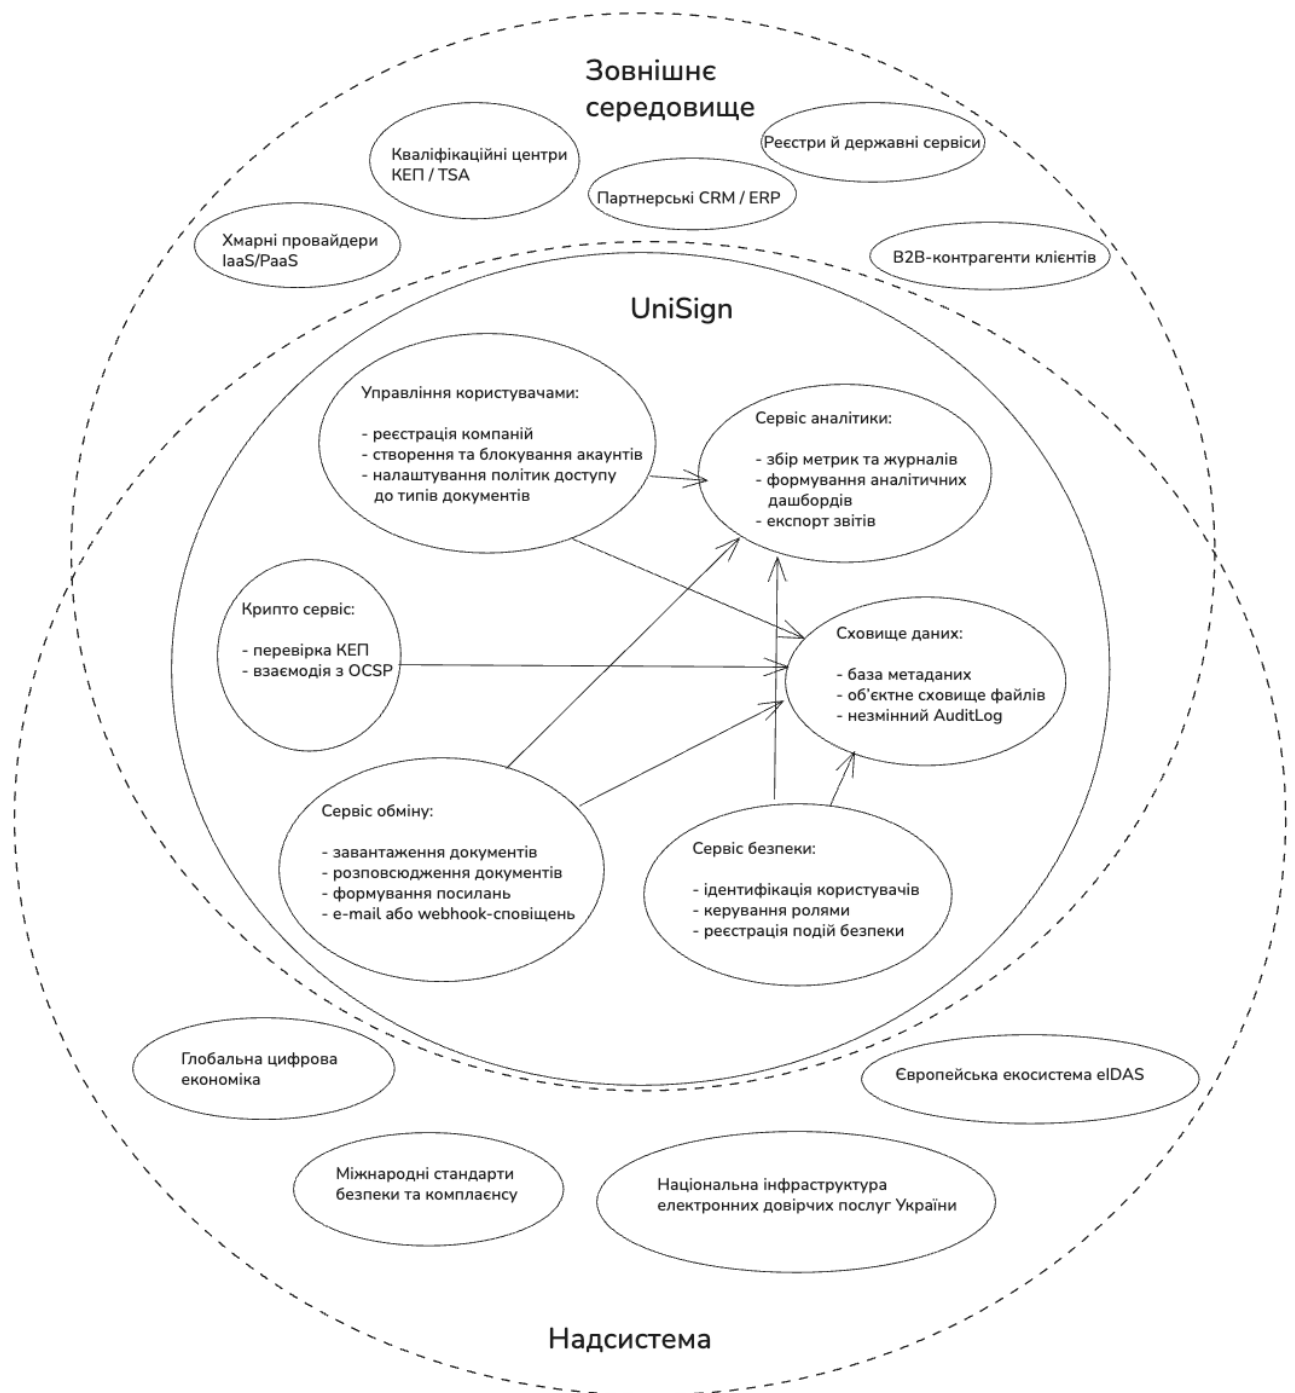 Зовнішнє
середовище
Кваліфікаційні центри
КЕП / TSA
Реєстри й державні сервіси
Партнерські CRM / ERP
Хмарні провайдери
IaaS/PaaS
B2B-контрагенти клієнтів
UniSign
Управління користувачами:
- реєстрація компаній
- створення та блокування акаунтів
- налаштування політик доступу
до типів документів
Сервіс аналітики:
- збір метрик та журналів
- формування аналітичних
дашбордів
- експорт звітів
Крипто сервіс:
- перевірка КЕП
- взаємодія з OCSP
Сховище даних:
- база метаданих
- об'єктне сховище файлів
- незмінний AuditLog
Сервіс обміну:
- завантаження документів
- розповсюдження документів
- формування посилань
- e-mail або webhook-сповіщень
Сервіс безпеки:
- ідентифікація користувачів
- керування ролями
- реєстрація подій безпеки
Глобальна цифрова
економіка
Європейська екосистема eIDAS
Міжнародні стандарти
безпеки та комплаєнсу
Національна інфраструктура
електронних довірчих послуг України
Надсистема